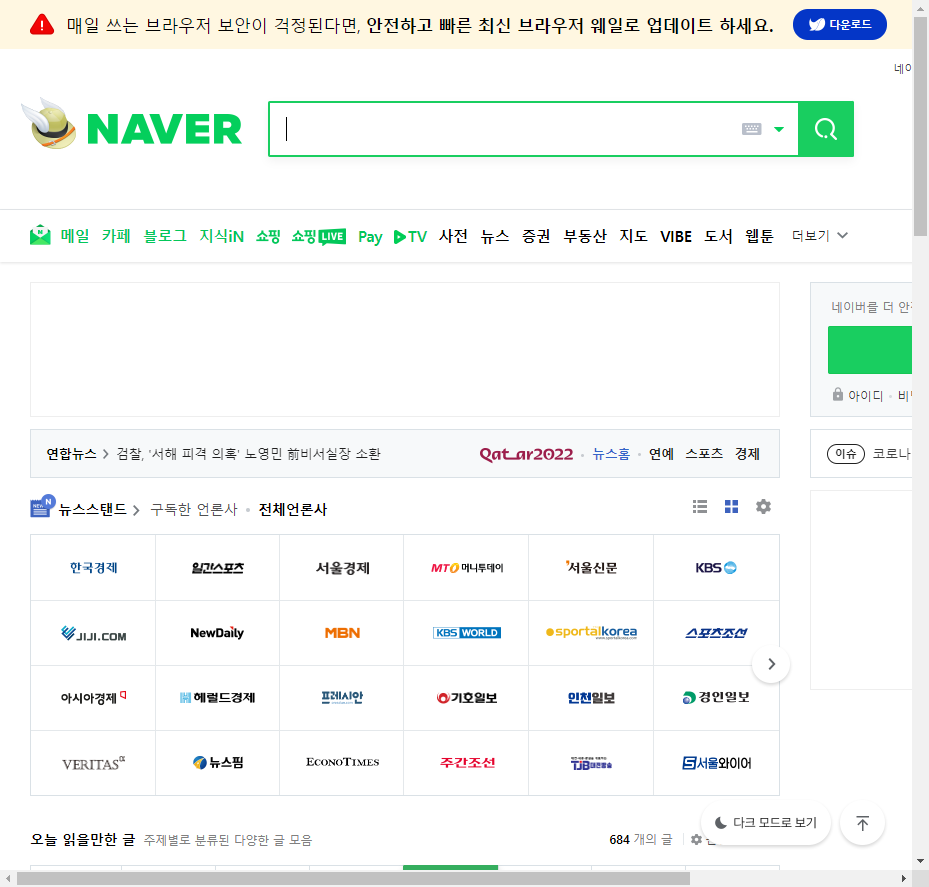 매일 쓰는 브라우저 보안이 걱정된다면, 안전하고 빠른 최신 브라우저 웨일로 업데이트 하세요. 다운로드
네이
NAVER
메일 카페 블로그 지식iN 쇼핑 쇼핑LIVE Pay TV 사전 뉴스 증권 부동산 지도 VIBE 도서 웹툰 더보기
네이버를 더 안
아이디 · 비
연합뉴스 > 검찰, '서해 피격 의혹' 노영민 前비서실장 소환 Qatar2022 · 뉴스홈 · 연예 스포츠 경제
이슈 코로나
NEWS N 뉴스스탠드 > 구독한 언론사 · 전체언론사
한국경제 일간스포츠 서울경제 MTO 머니투데이 서울신문 KBS
JIJI.COM NewDaily MBN KBS WORLD sportalkorea 스포츠조선
아시아경제 헤럴드경제 프레시안 기호일보 인천일보 경인일보
VERITAS α 뉴스핌 ECONOTIMES 주간조선 TJB대전방송 S서울와이어
다크 모드로 보기
오늘 읽을만한 글 주제별로 분류된 다양한 글 모음 684 개의 글